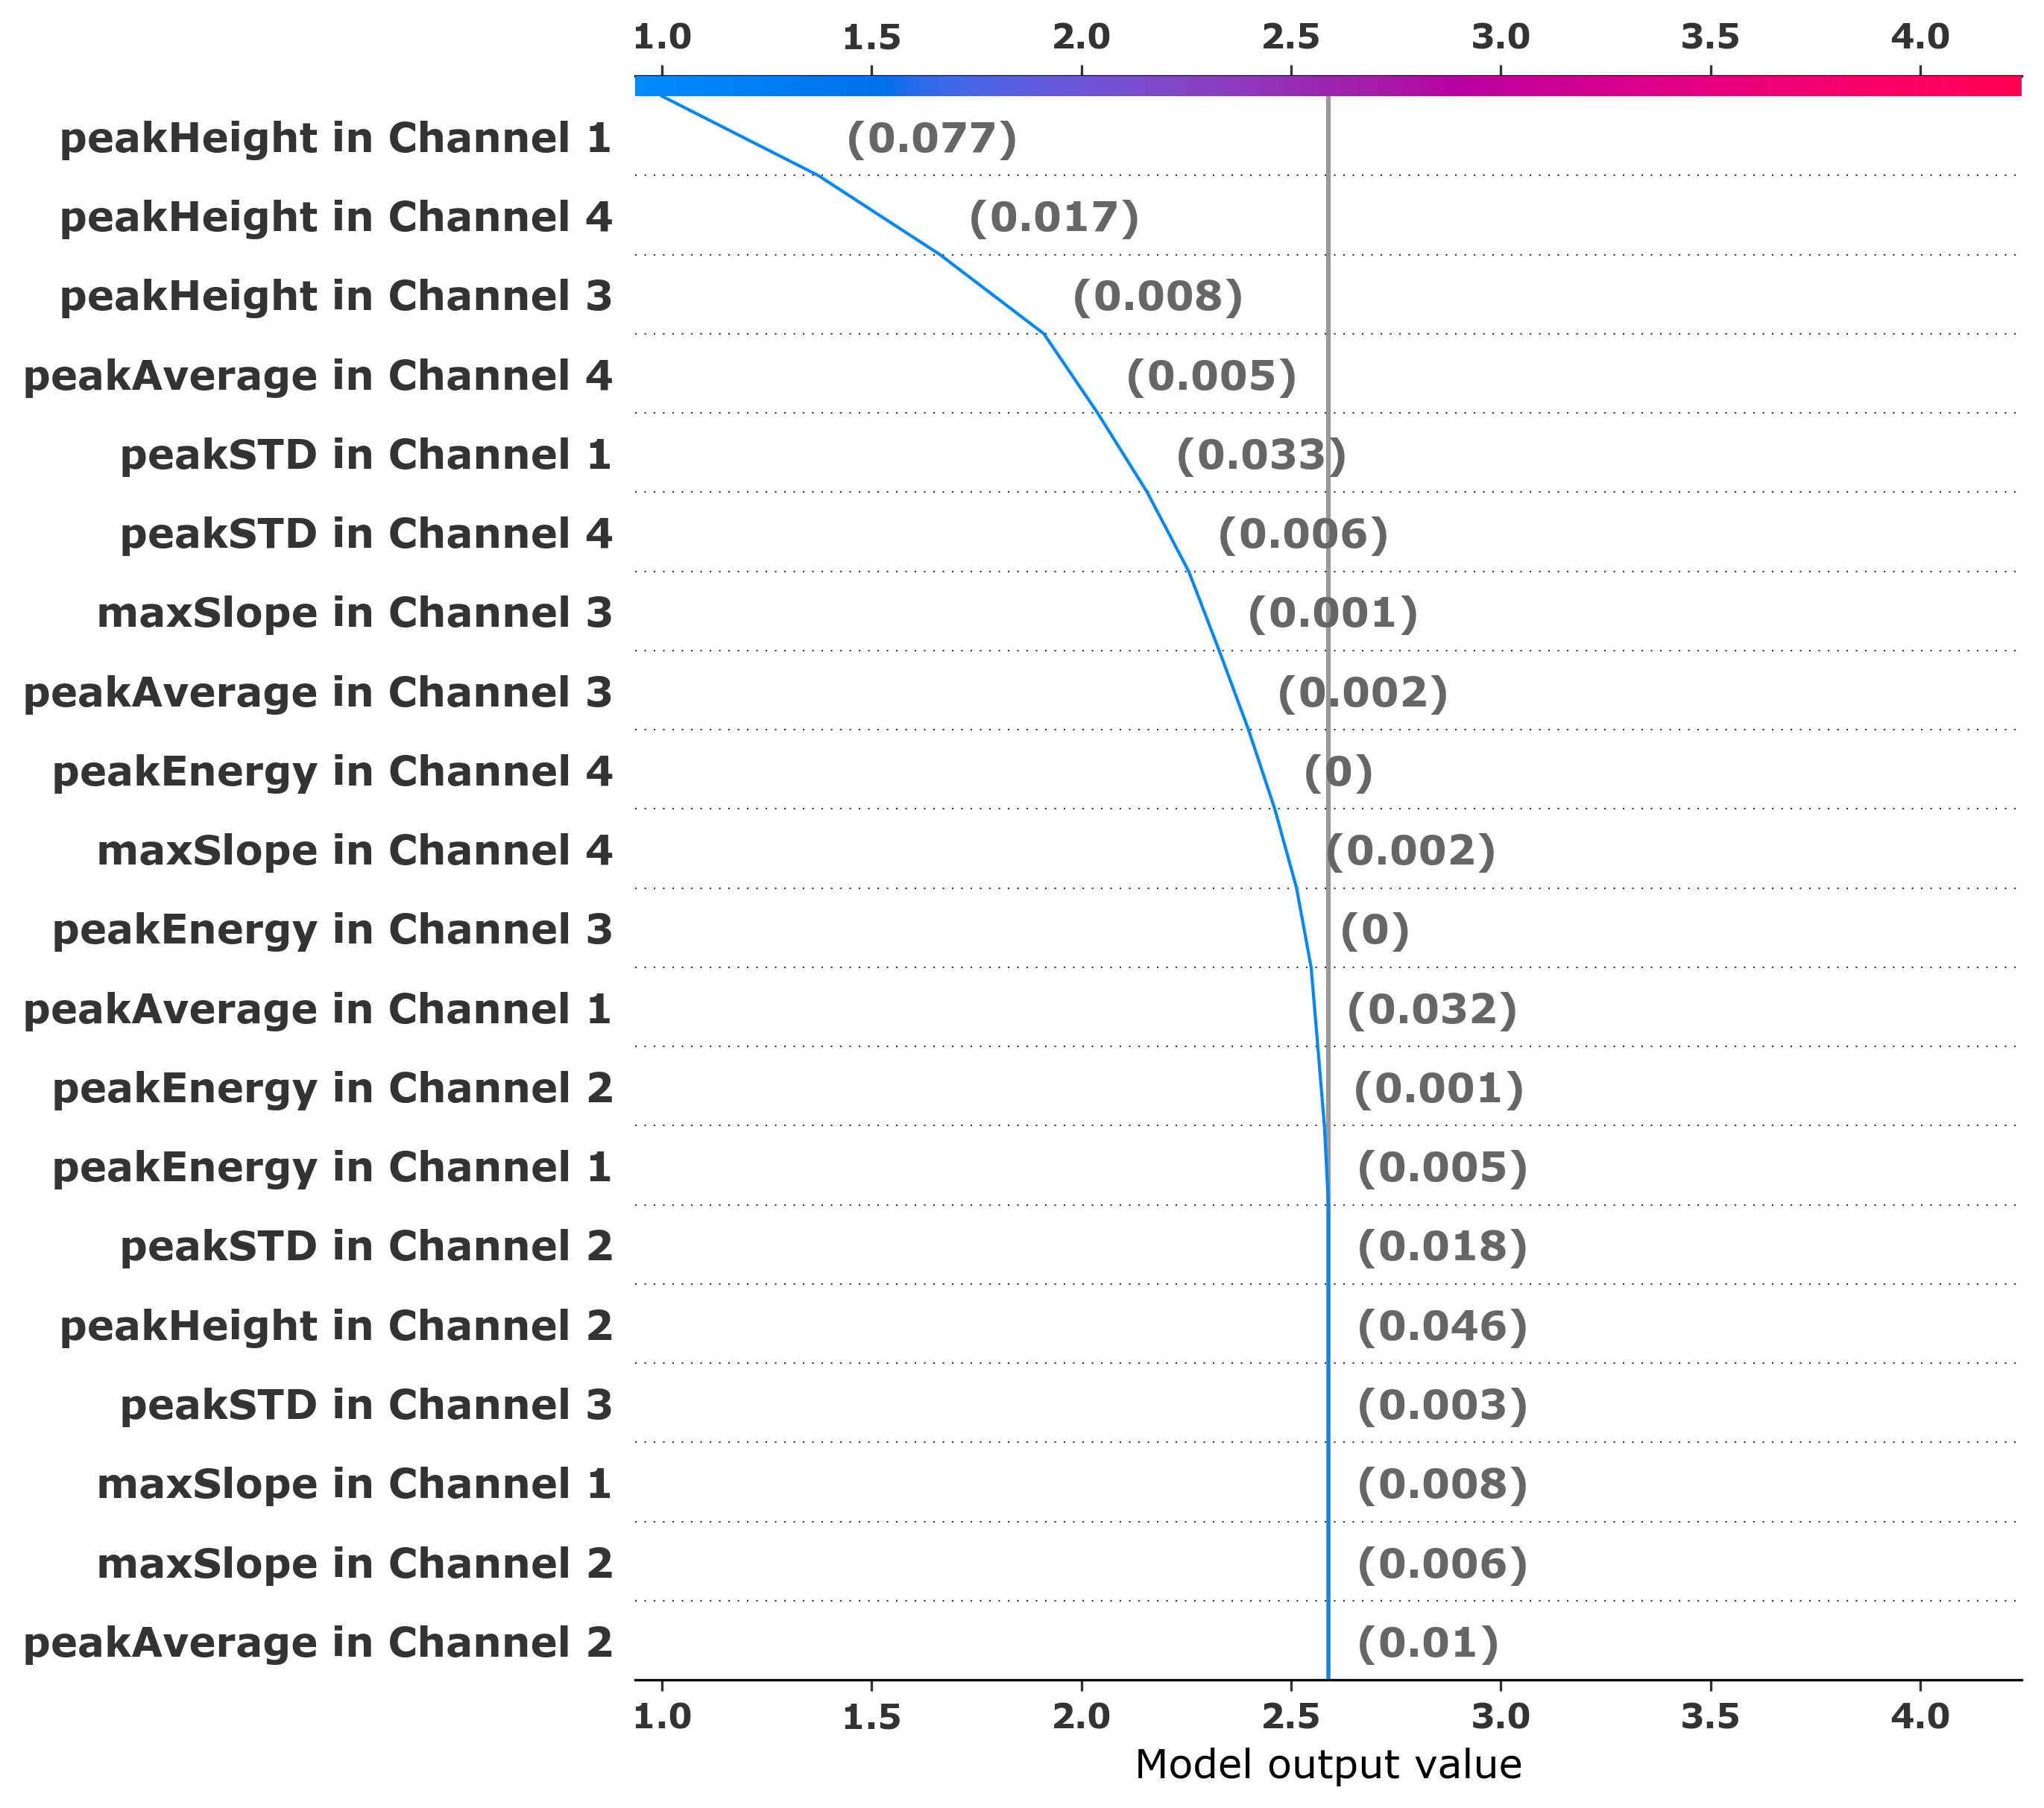 1.0 1.5 2.0 2.5 3.0 3.5 4.0
peakHeight in Channel 1 (0.077)
peakHeight in Channel 4 (0.017)
peakHeight in Channel 3 (0.008)
peakAverage in Channel 4 (0.005)
peakSTD in Channel 1 (0.033)
peakSTD in Channel 4 (0.006)
maxSlope in Channel 3 (0.001)
peakAverage in Channel 3 (0.002)
peakEnergy in Channel 4 (0)
maxSlope in Channel 4 (0.002)
peakEnergy in Channel 3 (0)
peakAverage in Channel 1 (0.032)
peakEnergy in Channel 2 (0.001)
peakEnergy in Channel 1 (0.005)
peakSTD in Channel 2 (0.018)
peakHeight in Channel 2 (0.046)
peakSTD in Channel 3 (0.003)
maxSlope in Channel 1 (0.008)
maxSlope in Channel 2 (0.006)
peakAverage in Channel 2 (0.01)
1.0 1.5 2.0 2.5 3.0 3.5 4.0
Model output value